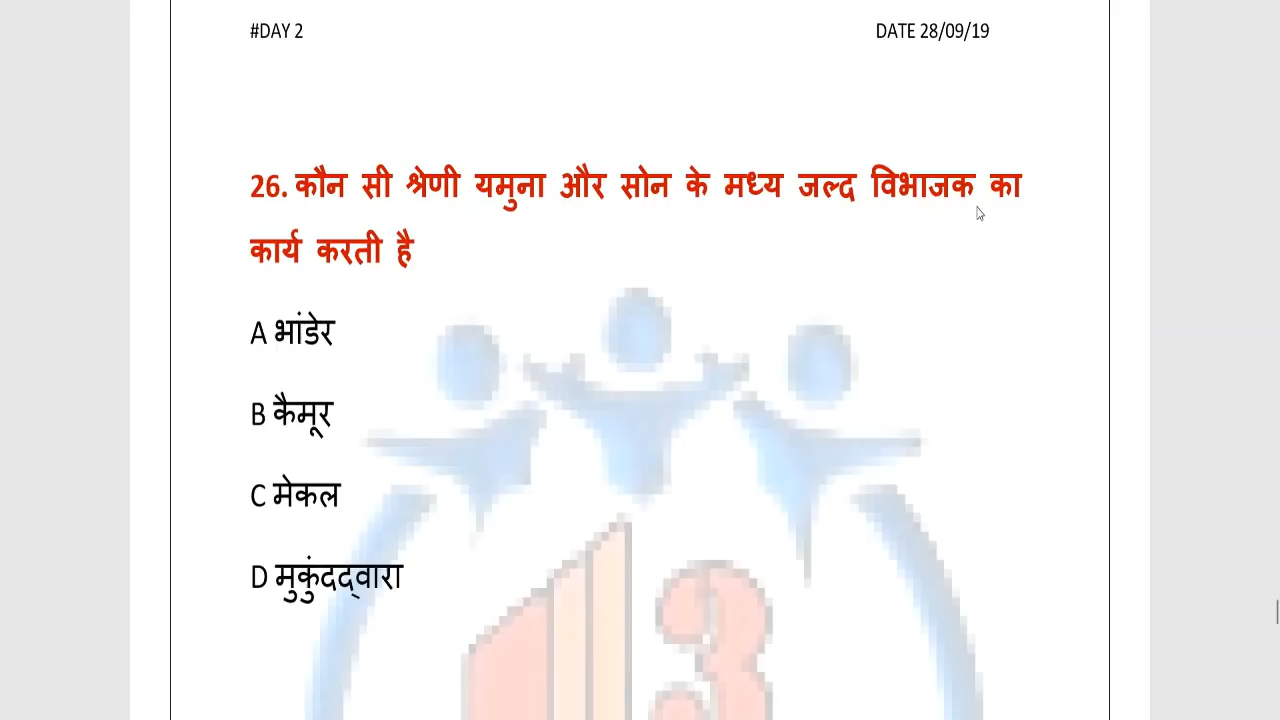 #DAY 2 DATE 28/09/19
26. कौन सी श्रेणी यमुना और सोन के मध्य जल्द विभाजक का
कार्य करती है
A भांडेर
B कैमूर
C मेकल
D मुकुंदद्वारा